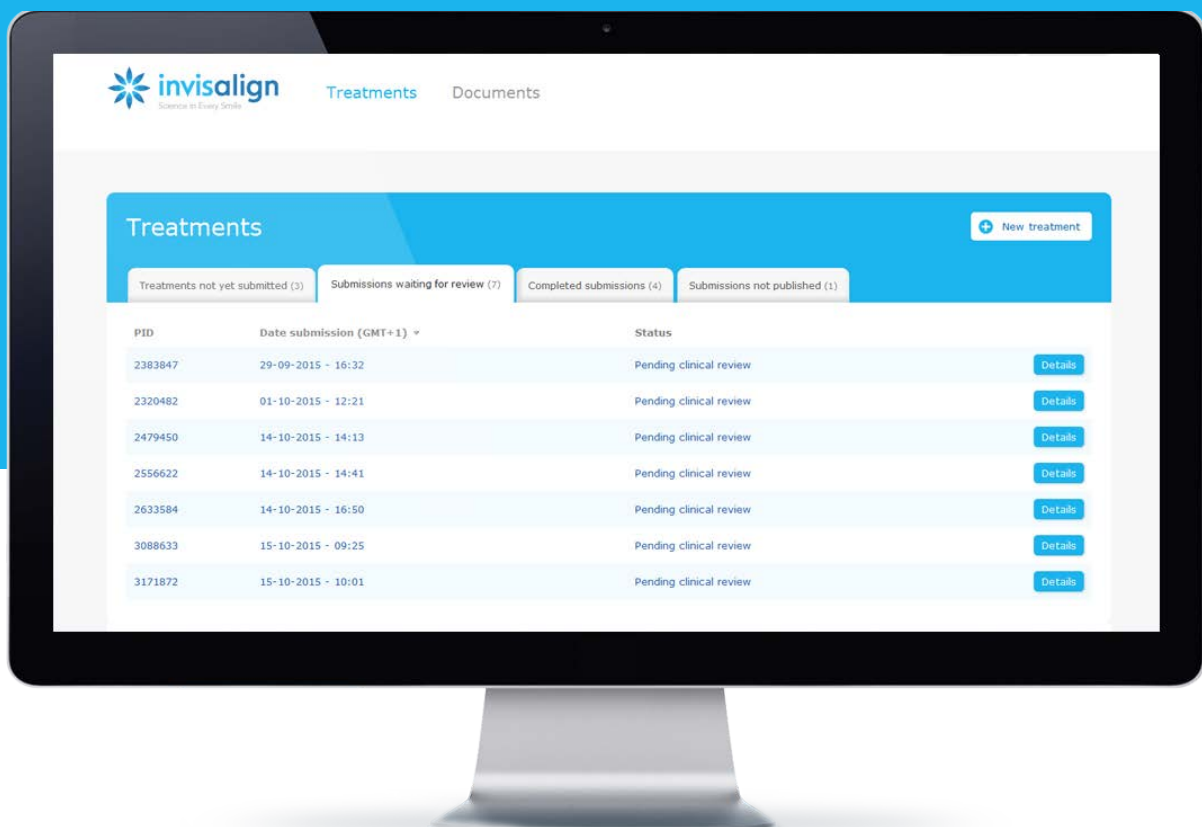 invisalign
Science in Every Smile
Treatments Documents
Treatments
New treatment
Treatments not yet submitted (3) Submissions waiting for review (7) Completed submissions (4) Submissions not published (1)
PID Date submission (GMT+1) Status
2383847 29-09-2015 - 16:32 Pending clinical review Details
2320482 01-10-2015 - 12:21 Pending clinical review Details
2479450 14-10-2015 - 14:13 Pending clinical review Details
2556622 14-10-2015 - 14:41 Pending clinical review Details
2633584 14-10-2015 - 16:50 Pending clinical review Details
3088633 15-10-2015 - 09:25 Pending clinical review Details
3171872 15-10-2015 - 10:01 Pending clinical review Details